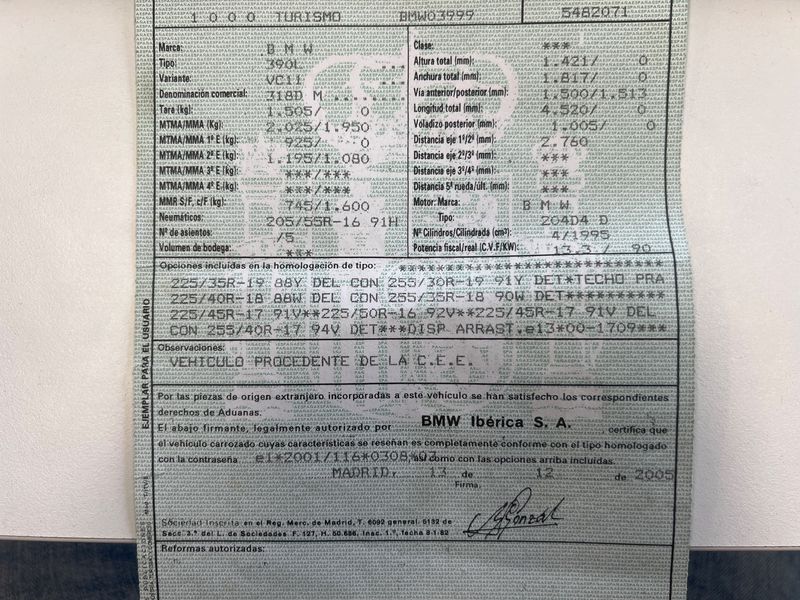 1 0 0 0 TURISMO BMW03999 5482071
Marca: B M W
Tipo: 390L ...
Variante: VC11 ...
Denominación comercial: 318D M ........
Tara (kg): 1.505/ 0
MTMA/MMA (Kg): 2.025/1.950
MTMA/MMA 1º E (kg): 925/ 0
MTMA/MMA 2º E (kg): 1.195/1.080
MTMA/MMA 3º E (kg): ***/***
MTMA/MMA 4º E (kg): ***/***
MMR S/F, c/F (kg): 745/1.600
Neumáticos: 205/55R-16 91H
Nº de asientos: /5
Volumen de bodega: ***
Clase: ***
Altura total (mm): 1.421/ 0
Anchura total (mm): 1.817/ 0
Vía anterior/posterior (mm): 1.500/1.513
Longitud total (mm): 4.520/ 0
Voladizo posterior (mm): 1.005/ 0
Distancia eje 1º/2º (mm): 2.760
Distancia eje 2º/3º (mm): ***
Distancia eje 3º/4º (mm): ***
Distancia 5ª rueda/últ. (mm): ***
Motor: Marca: B M W
Tipo: 204D4 D
Nº Cilindros/Cilindrada (cm³): 4/1995
Potencia fiscal/real (C.V.F/KW): 13.3 / 90
Opciones incluidas en la homologación de tipo: **************************
225/35R-19 88Y DEL CON 255/30R-19 91Y DET*TECHO PRA
225/40R-18 88W DEL CON 255/35R-18 90W DET**********
225/45R-17 91V**225/50R-16 92V**225/45R-17 91V DEL
CON 255/40R-17 94V DET***DISP ARRAST.e13*00-1709***
Observaciones:
VEHICULO PROCEDENTE DE LA C.E.E.
EJEMPLAR PARA EL USUARIO
Por las piezas de origen extranjero incorporadas a este vehículo se han satisfecho los correspondientes
derechos de Aduanas.
El abajo firmante, legalmente autorizado por BMW Ibérica S. A. certifica que
el vehículo carrozado cuyas características se reseñan es completamente conforme con el tipo homologado
con la contraseña e1*2001/116*0308*03 como con las opciones arriba incluidas.
MADRID, 13 de 12 de 2005
Firma,
Sociedad Inscrita en el Reg. Merc. de Madrid, T. 6092 general. 5132 de
Secc 3.ª del L. de Sociedades F. 127, H. 50.686, Insc. 1.ª, fecha 8-1-82
Reformas autorizadas: